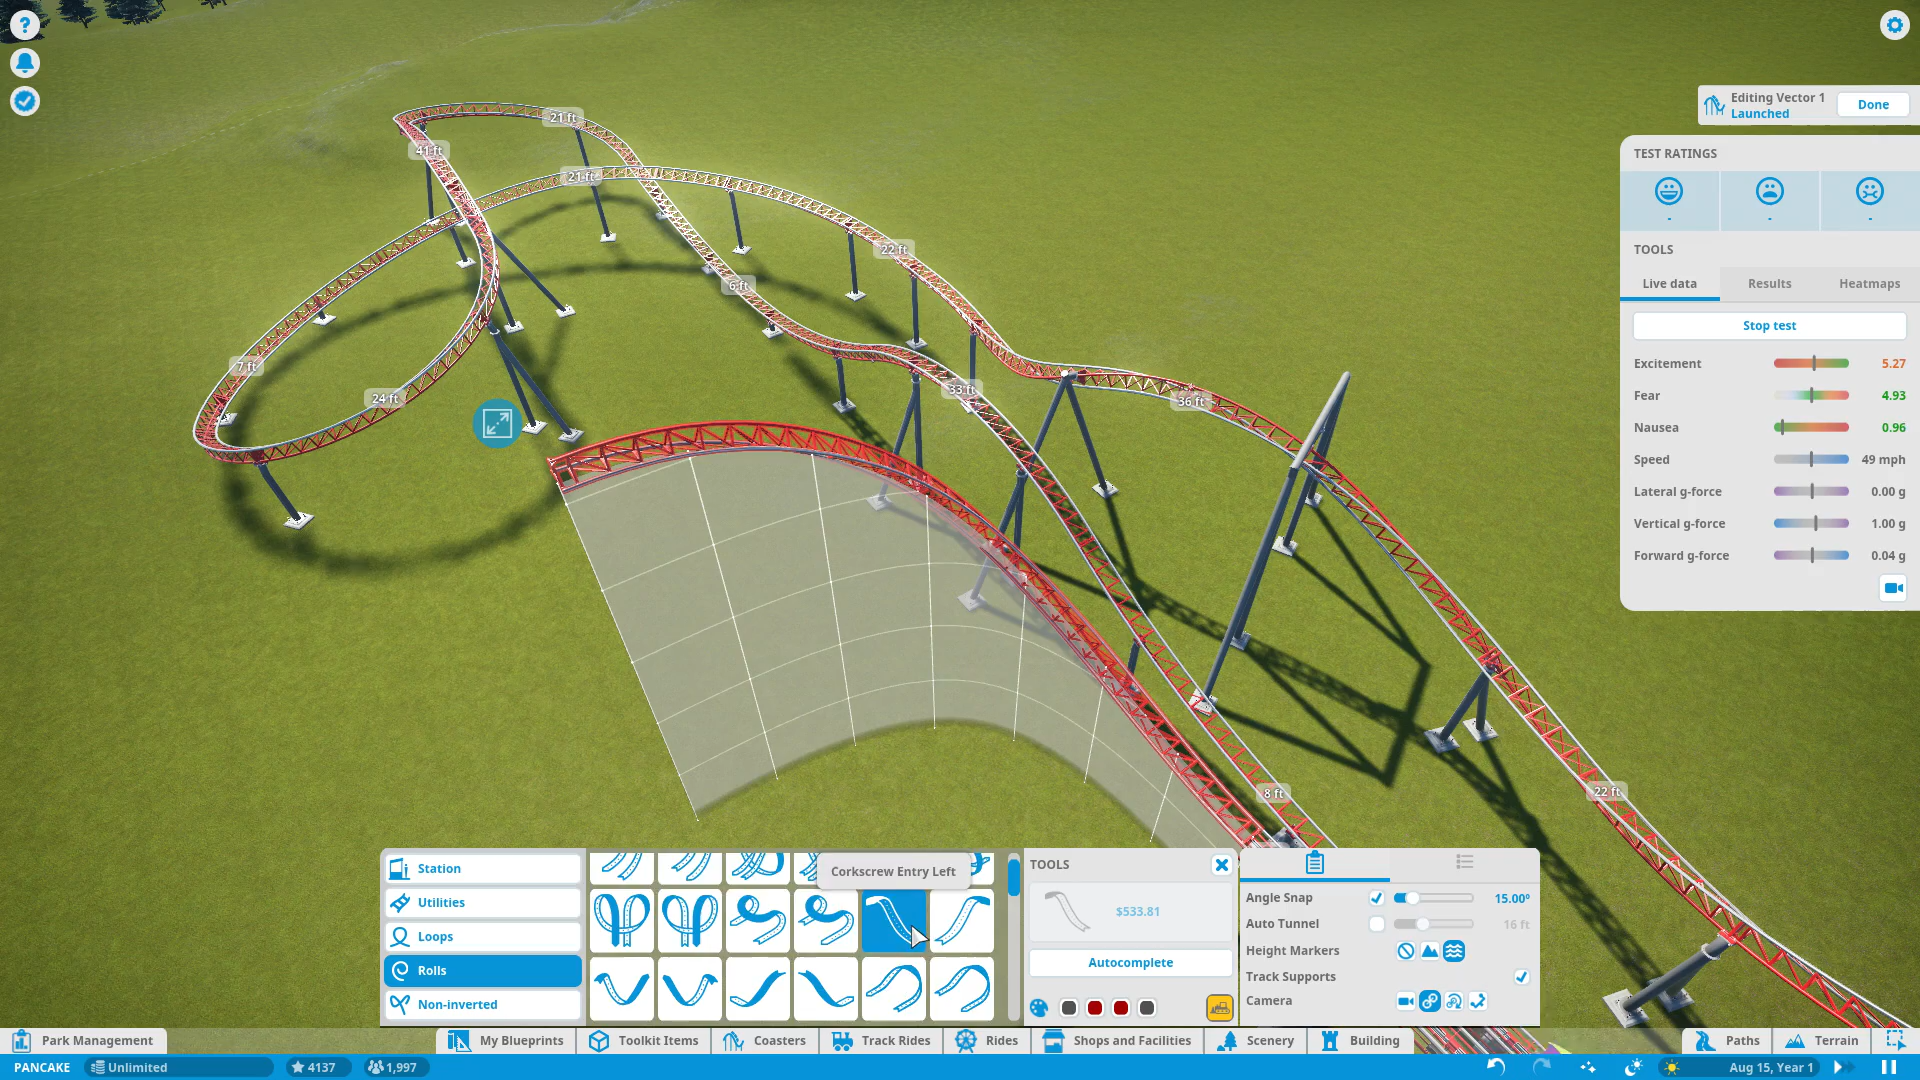 ?
Editing Vector 1
Launched
Done
TEST RATINGS
-
-
-
TOOLS
Live data
Results
Heatmaps
Stop test
Excitement
5.27
Fear
4.93
Nausea
0.96
Speed
49 mph
Lateral g-force
0.00 g
Vertical g-force
1.00 g
Forward g-force
0.04 g
21 ft
41 ft
21 ft
22 ft
6 ft
7 ft
24 ft
33 ft
36 ft
8 ft
22 ft
Station
Utilities
Loops
Rolls
Non-inverted
Corkscrew Entry Left
TOOLS
$533.81
Autocomplete
Angle Snap
15.00°
Auto Tunnel
16 ft
Height Markers
Track Supports
Camera
Park Management
My Blueprints
Toolkit Items
Coasters
Track Rides
Rides
Shops and Facilities
Scenery
Building
Paths
Terrain
PANCAKE
Unlimited
4137
1,997
Aug 15, Year 1